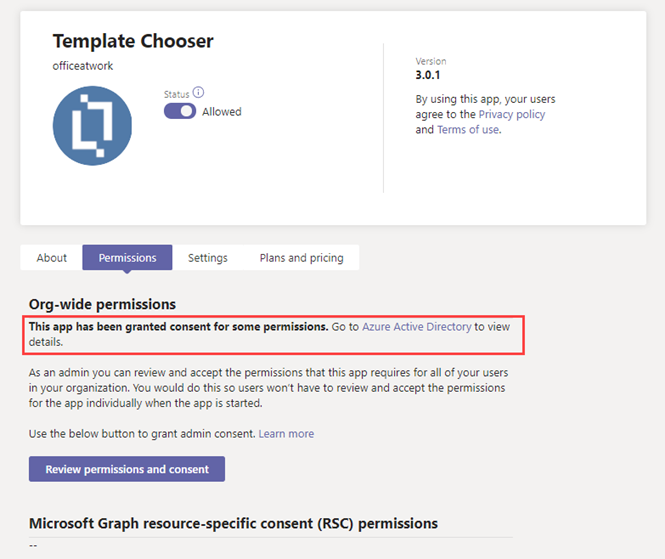 Template Chooser
officeatwork
Status
Allowed
Version
3.0.1
By using this app, your users
agree to the Privacy policy
and Terms of use.
About
Permissions
Settings
Plans and pricing
Org-wide permissions
This app has been granted consent for some permissions. Go to Azure Active Directory to view
details.
As an admin you can review and accept the permissions that this app requires for all of your users
in your organization. You would do this so users won't have to review and accept the permissions
for the app individually when the app is started.
Use the below button to grant admin consent. Learn more
Review permissions and consent
Microsoft Graph resource-specific consent (RSC) permissions
--